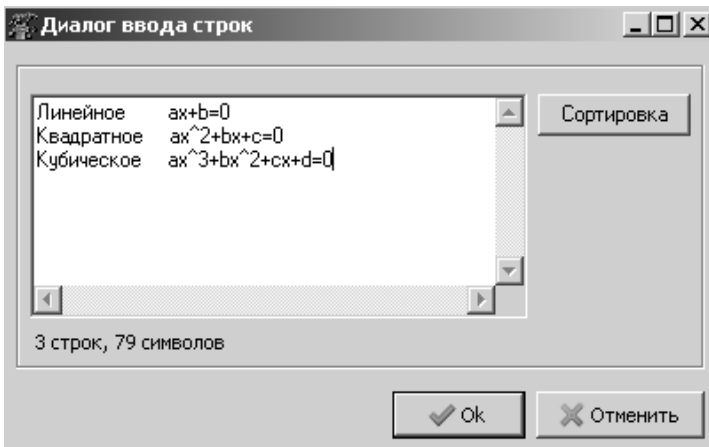 Диалог ввода строк
Линейное ax+b=0
Квадратное ax^2+bx+c=0
Кубическое ax^3+bx^2+cx+d=0
Сортировка
3 строк, 79 символов
Ok
Отменить